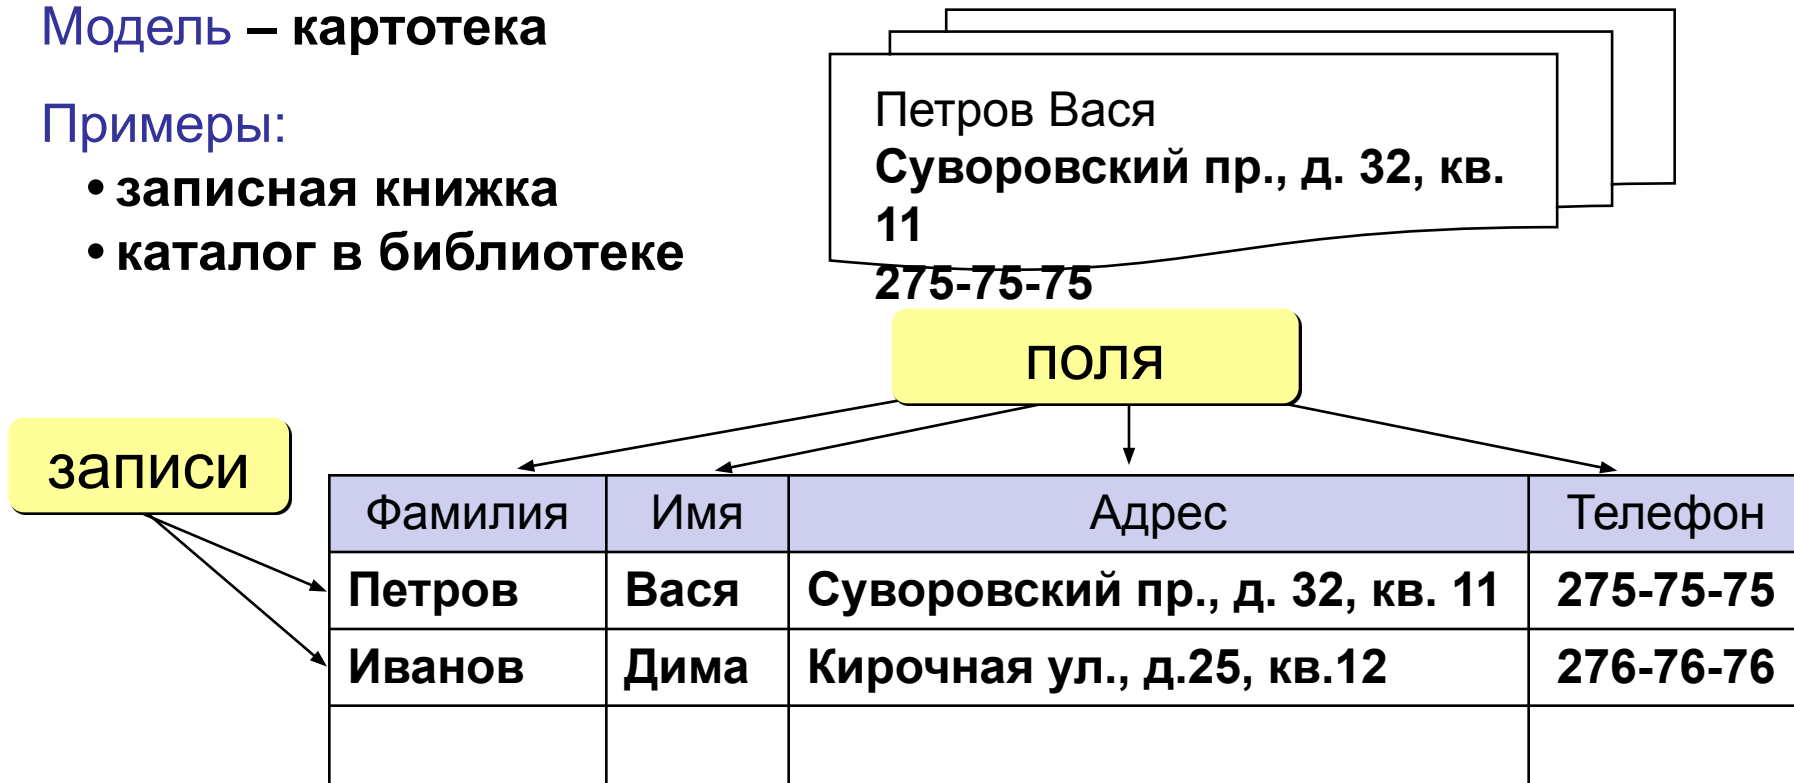 Модель – картотека
Примеры:
• записная книжка
• каталог в библиотеке
Петров Вася
Суворовский пр., д. 32, кв.
11
275-75-75
поля
записи
Фамилия Имя Адрес Телефон
Петров Вася Суворовский пр., д. 32, кв. 11 275-75-75
Иванов Дима Кирочная ул., д.25, кв.12 276-76-76